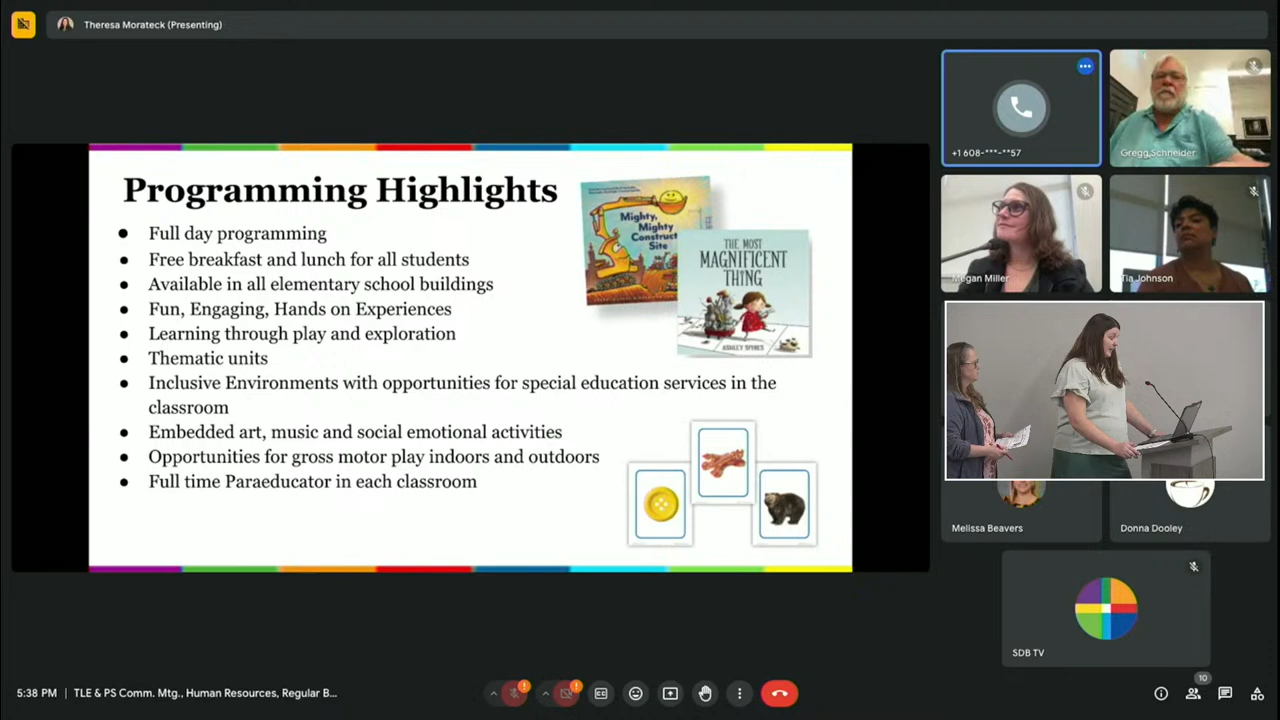 Theresa Morateck (Presenting)
Programming Highlights
● Full day programming
● Free breakfast and lunch for all students
● Available in all elementary school buildings
● Fun, Engaging, Hands on Experiences
● Learning through play and exploration
● Thematic units
● Inclusive Environments with opportunities for special education services in the
classroom
● Embedded art, music and social emotional activities
● Opportunities for gross motor play indoors and outdoors
● Full time Paraeducator in each classroom
Mighty,
Mighty
Construct
Site
THE MOST
MAGNIFICENT
THING
ASHLEY SPIRES
+1 608-***-**57
Gregg Schneider
Megan Miller
Tia Johnson
Melissa Beavers
Donna Dooley
SDB TV
5:38 PM | TLE & PS Comm. Mtg., Human Resources, Regular B...
10